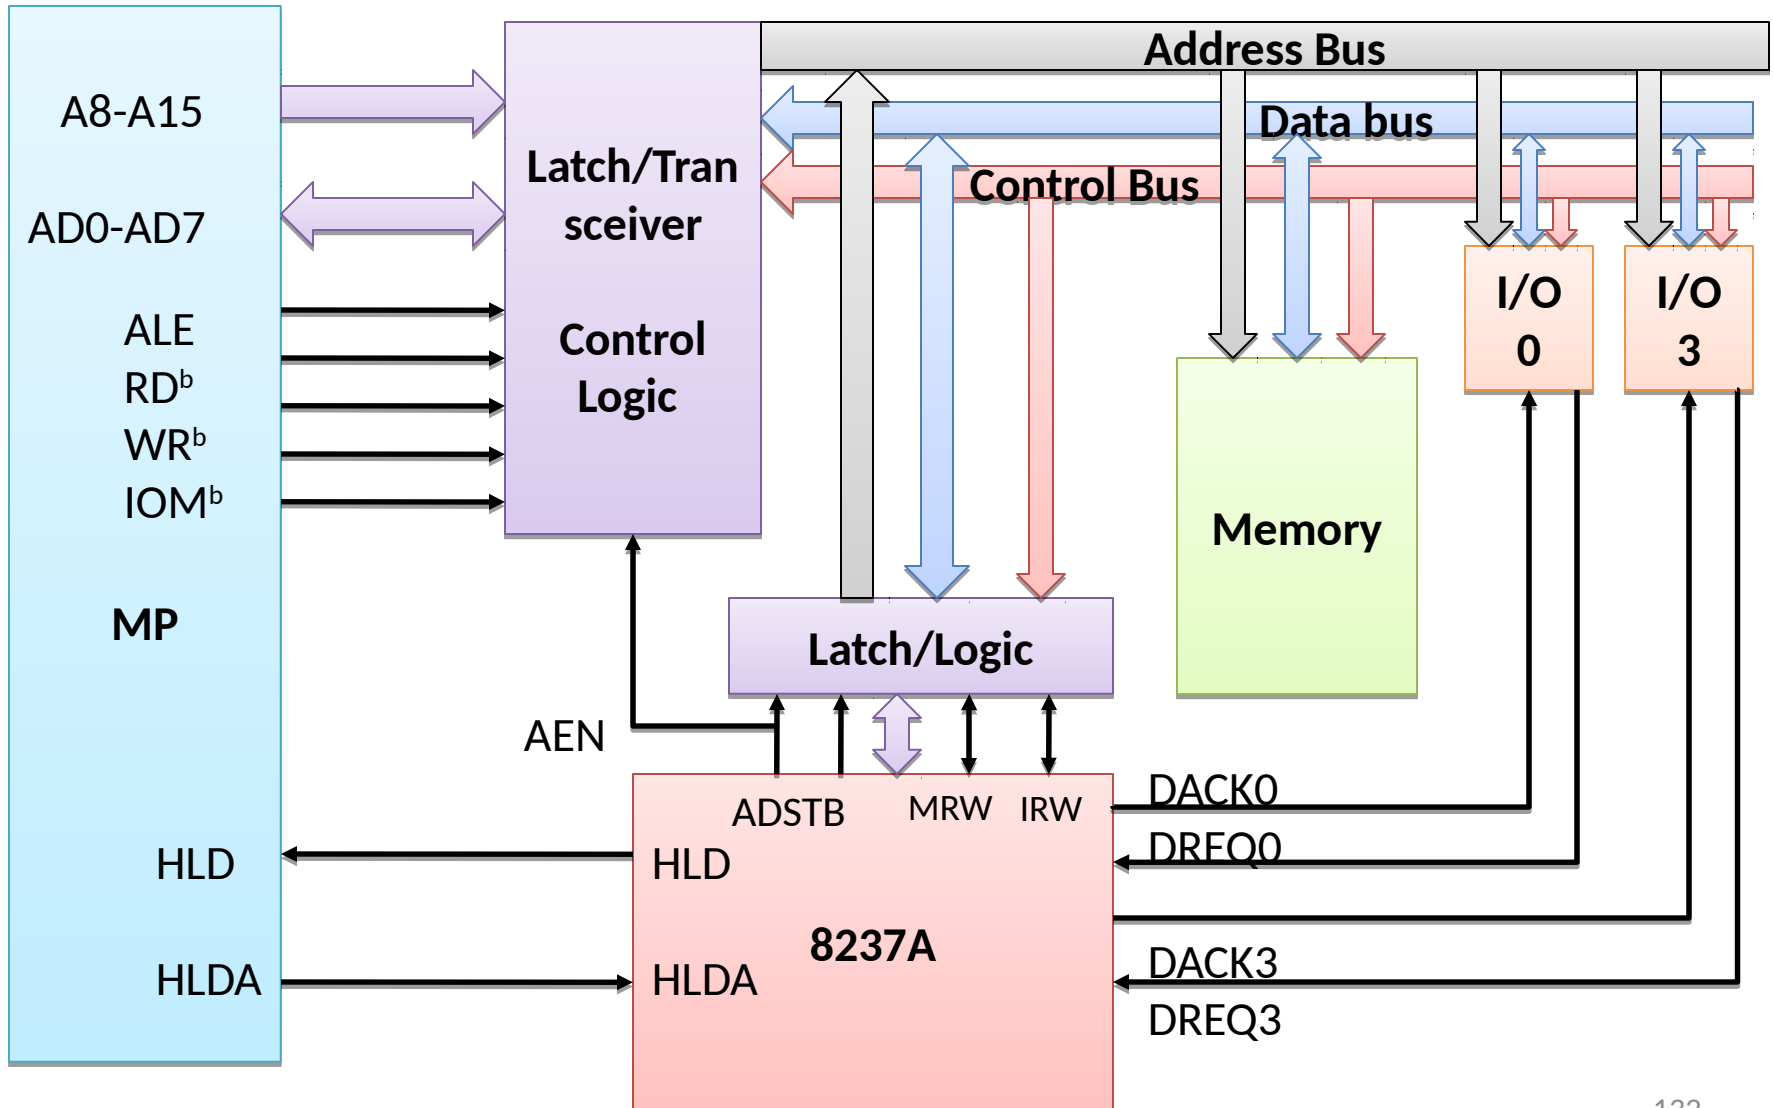 Address Bus
A8-A15
Data bus
Latch/Tran
sceiver
Control Bus
AD0-AD7
I/O
0
I/O
3
ALE
RDᵇ
WRᵇ
IOMᵇ
Control
Logic
Memory
MP
Latch/Logic
AEN
ADSTB
MRW
IRW
DACK0
DREQ0
HLD
HLD
8237A
DACK3
HLDA
HLDA
DREQ3